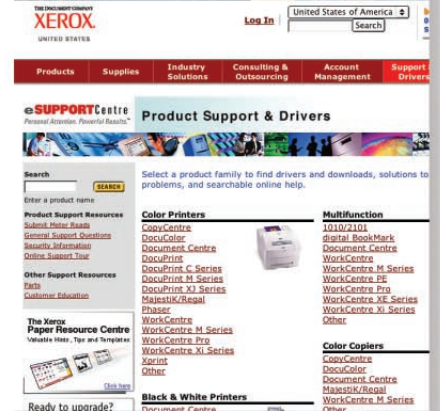 THE DOCUMENT COMPANY
XEROX.
UNITED STATES
Log In
United States of America
Search
Products
Supplies
Industry Solutions
Consulting & Outsourcing
Account Management
Support
Drivers
eSUPPORTCentre
Personal Attention. Powerful Results.™
Product Support & Drivers
Search
SEARCH
Enter a product name
Product Support Resources
Submit Meter Reads
General Support Questions
Security Information
Online Support Tour
Other Support Resources
Parts
Customer Education
The Xerox
Paper Resource Centre
Valuable Hints, Tips and Templates
Click here
Ready to upgrade?
Select a product family to find drivers and downloads, solutions to
problems, and searchable online help.
Color Printers
CopyCentre
DocuColor
Document Centre
DocuPrint
DocuPrint C Series
DocuPrint M Series
DocuPrint XJ Series
MajestiK/Regal
Phaser
WorkCentre
WorkCentre M Series
WorkCentre Pro
WorkCentre Xi Series
Xprint
Other
Black & White Printers
Document Centre
Multifunction
1010/2101
digital BookMark
Document Centre
WorkCentre
WorkCentre M Series
WorkCentre PE
WorkCentre Pro
WorkCentre XE Series
WorkCentre Xi Series
Other
Color Copiers
CopyCentre
DocuColor
Document Centre
MajestiK/Regal
WorkCentre M Series
Other